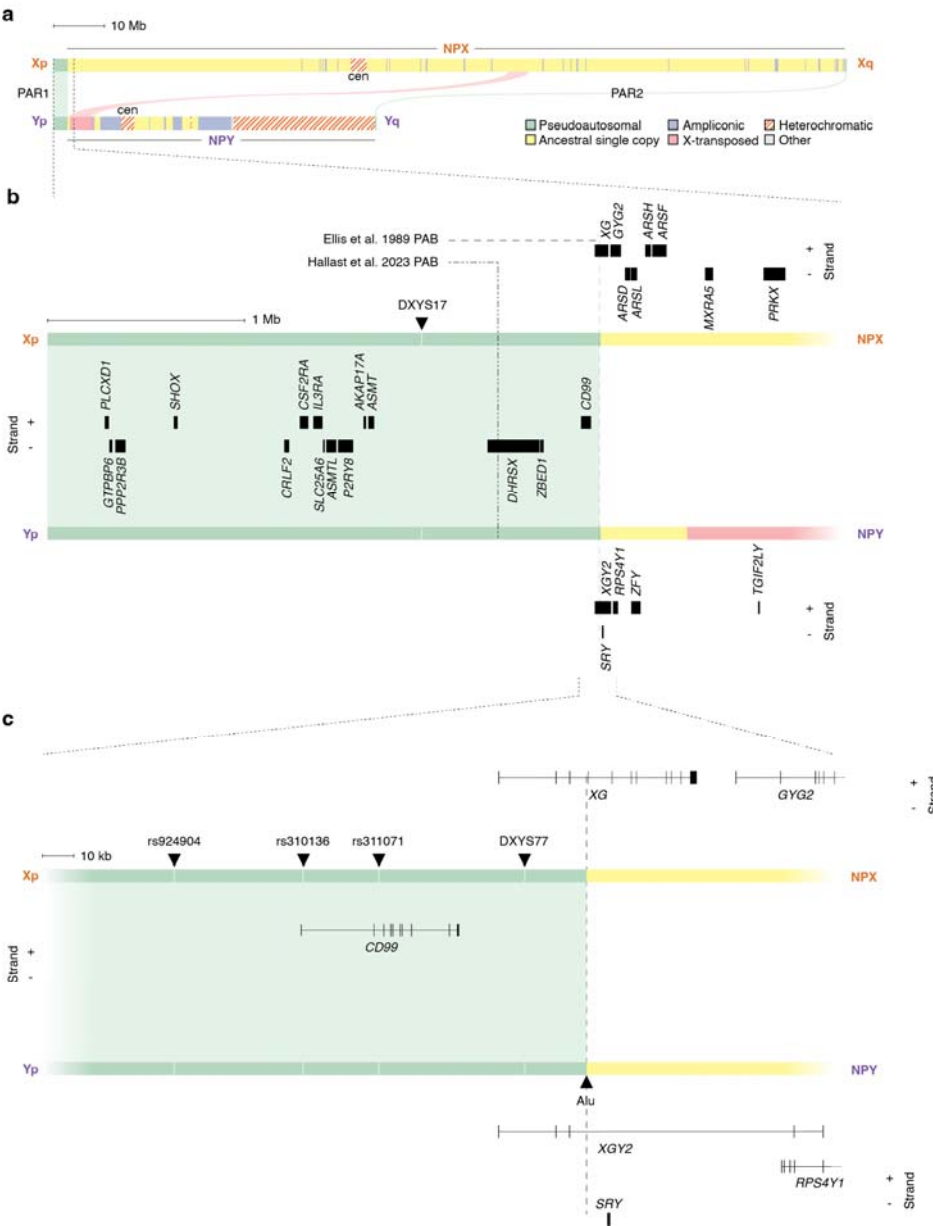 a
10 Mb
NPX
Xp
Xq
cen
PAR1
PAR2
cen
Yp
Yq
NPY
Pseudoautosomal
Ampliconic
Heterochromatic
Ancestral single copy
X-transposed
Other
b
XG
GYG2
ARSH
ARSF
Ellis et al. 1989 PAB
+
Hallast et al. 2023 PAB
-
Strand
ARSD
ARSL
MXRA5
PRKX
1 Mb
DXYS17
Xp
NPX
PLCXD1
SHOX
CSF2RA
IL3RA
AKAP17A
ASMT
CD99
Strand
+
-
GTPBP6
PPP2R3B
CRLF2
SLC25A6
ASMTL
P2RY8
DHRSX
ZBED1
Yp
NPY
XGY2
RPS4Y1
ZFY
TGIF2LY
+
-
Strand
SRY
c
XG
GYG2
+
-
Strand
10 kb
rs924904
rs310136
rs311071
DXYS77
Xp
NPX
CD99
Strand
+
-
Yp
NPY
Alu
XGY2
RPS4Y1
+
-
Strand
SRY